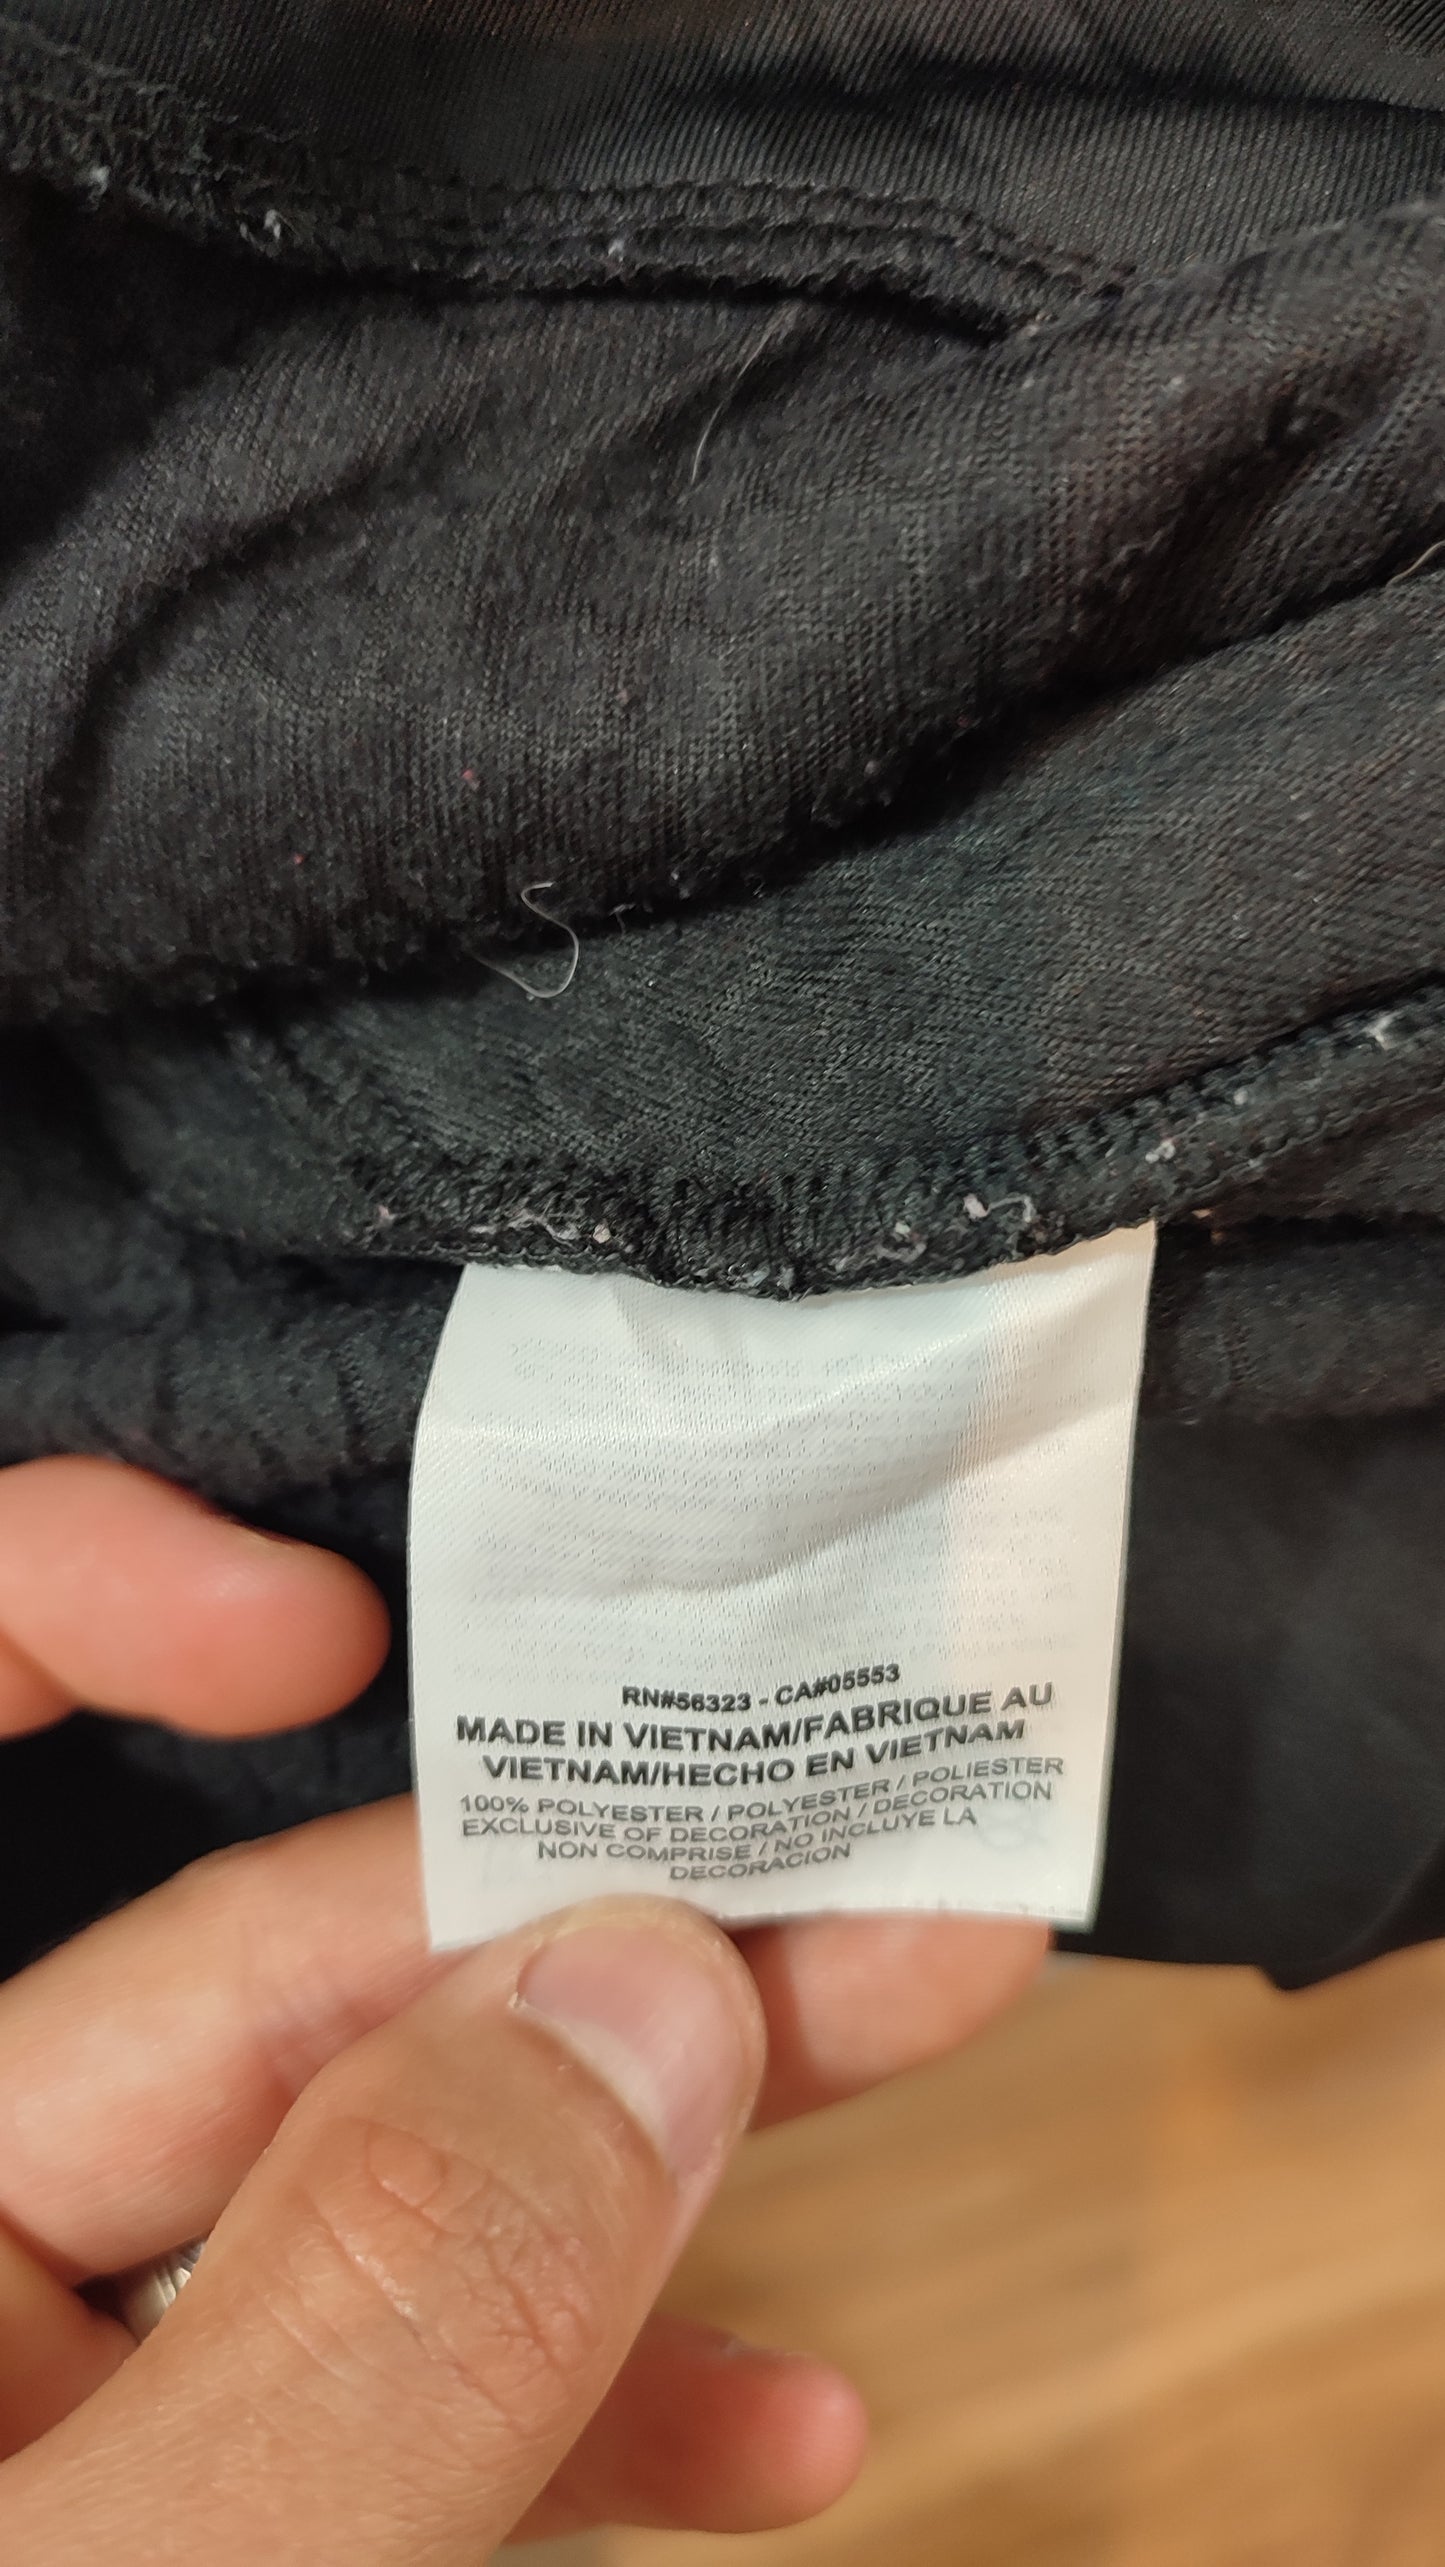 RN#56323 - CA#05553
MADE IN VIETNAM/FABRIQUE AU
VIETNAM/HECHO EN VIETNAM
100% POLYESTER / POLYESTER / POLIESTER
EXCLUSIVE OF DECORATION / DECORATION
NON COMPRISE / NO INCLUYE LA
DECORACION